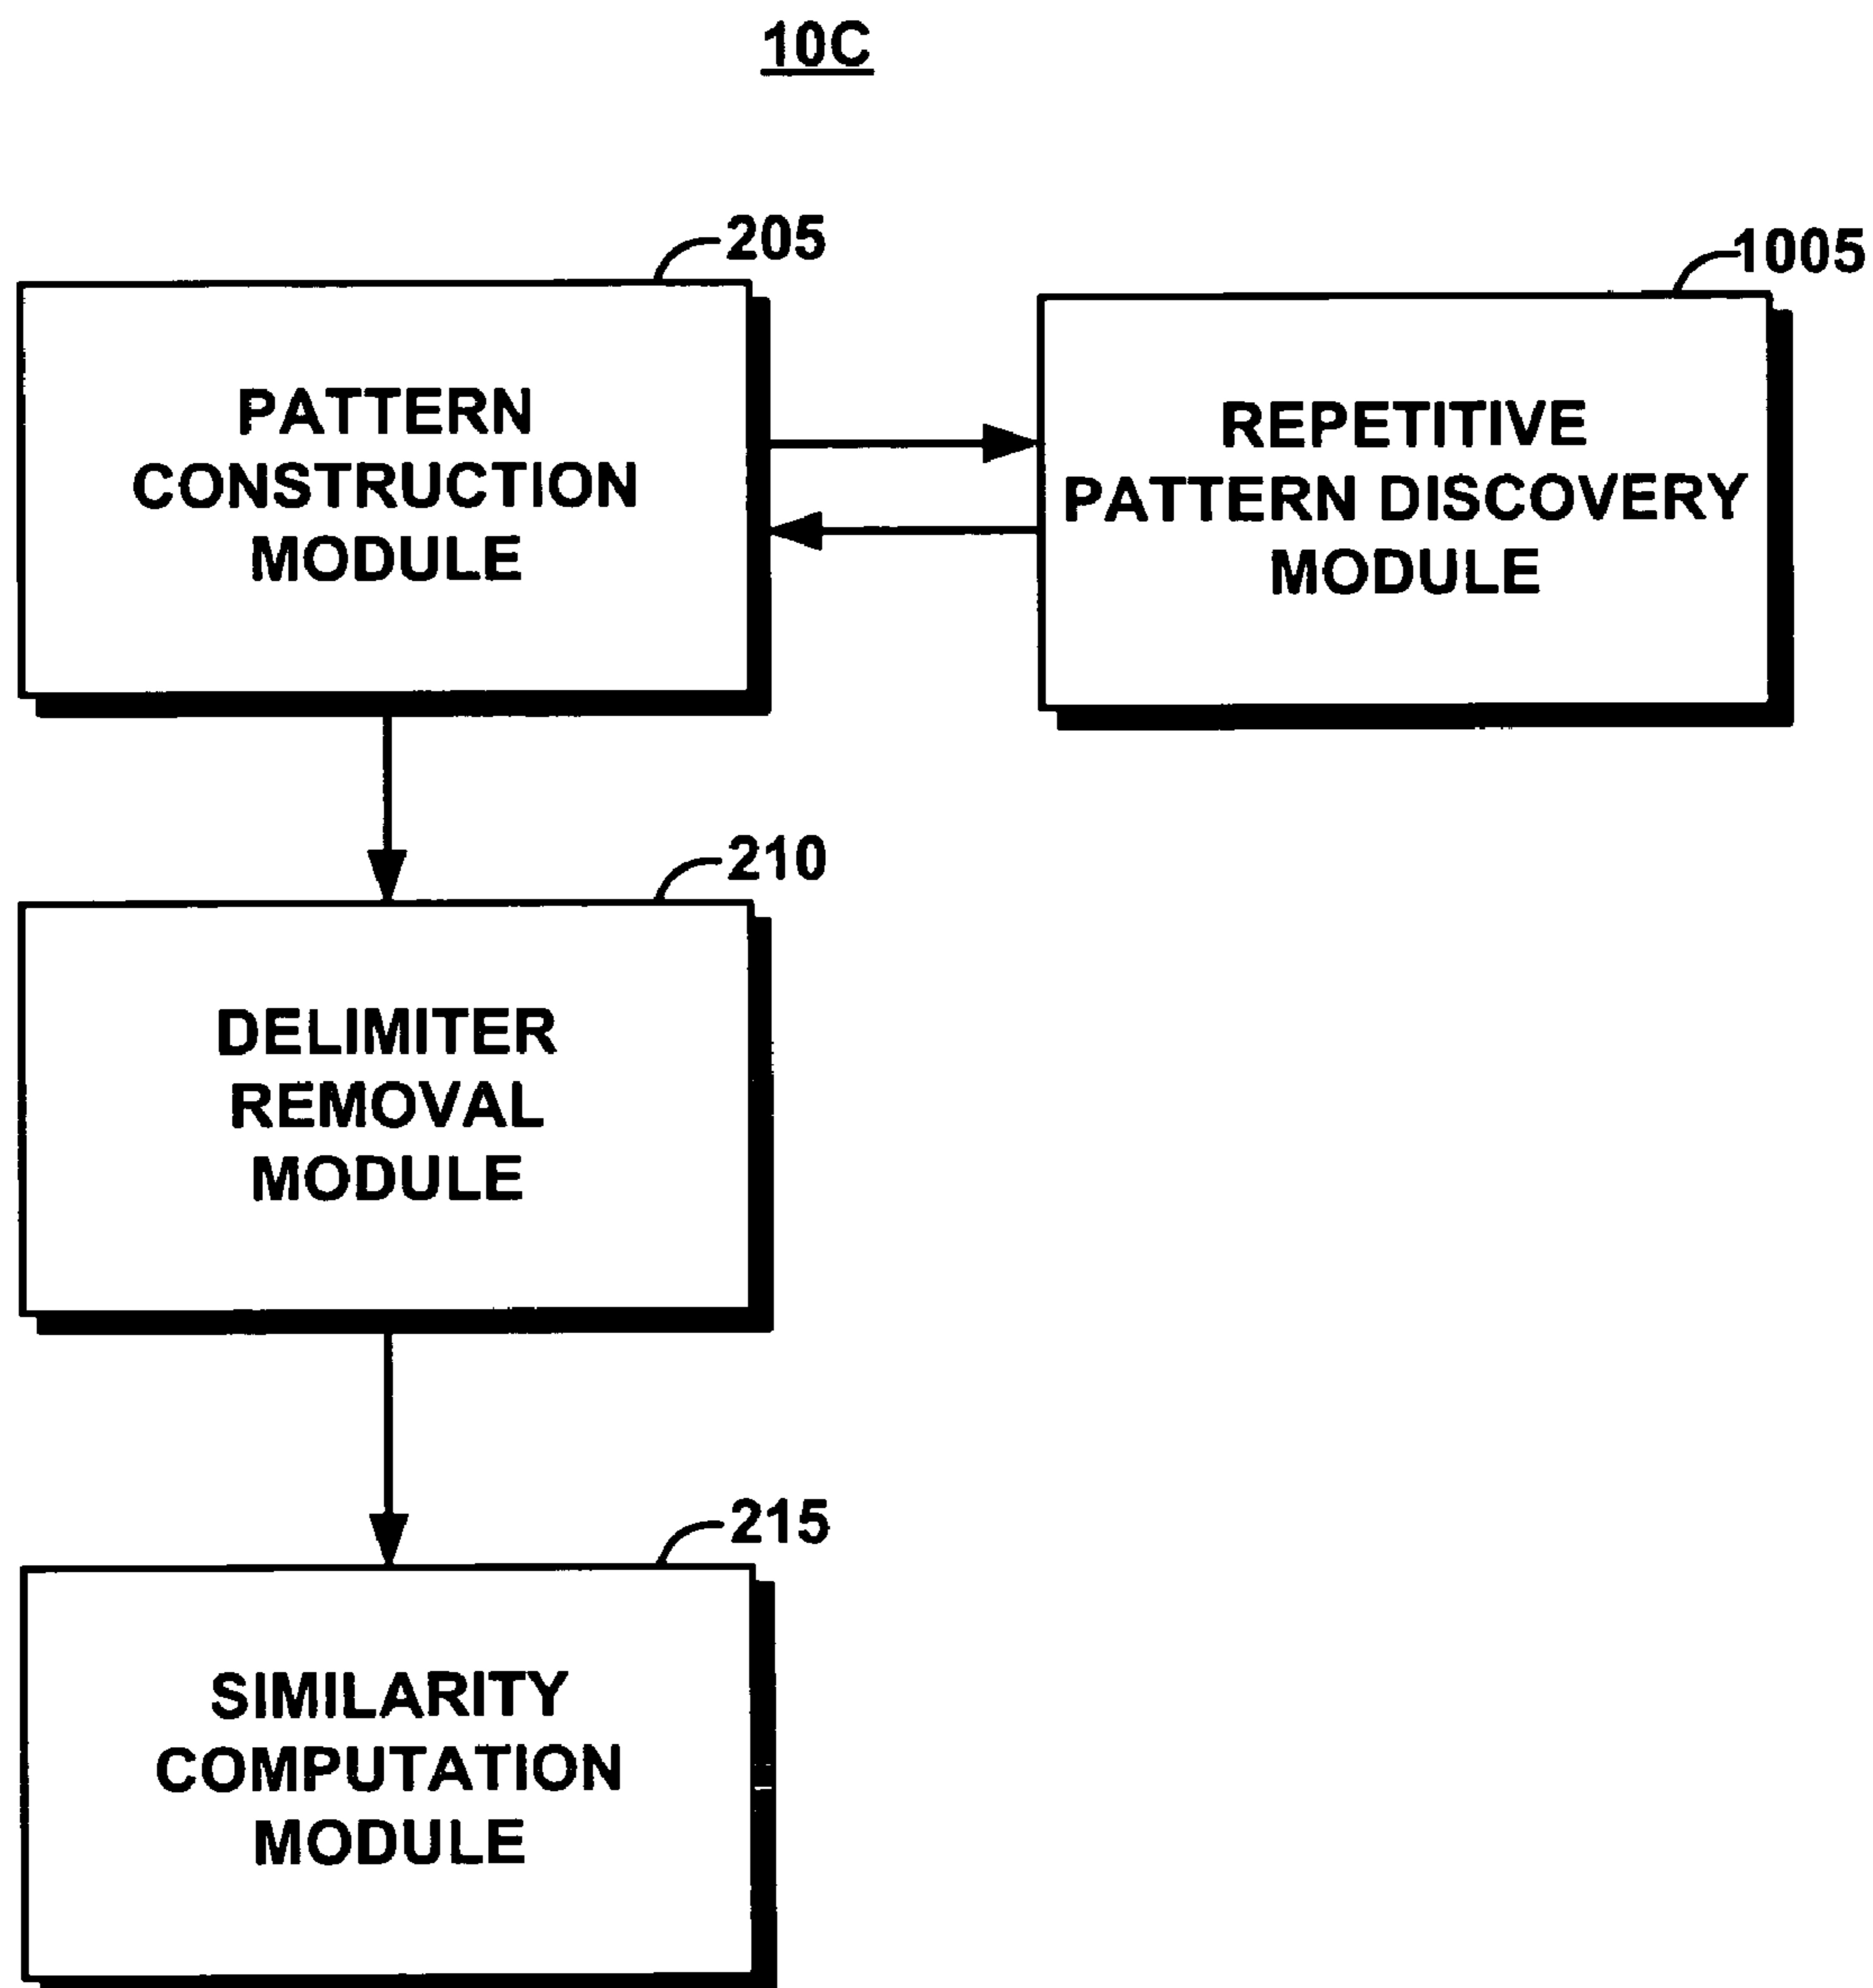 10C
205
PATTERN
CONSTRUCTION
MODULE
1005
REPETITIVE
PATTERN DISCOVERY
MODULE
210
DELIMITER
REMOVAL
MODULE
215
SIMILARITY
COMPUTATION
MODULE